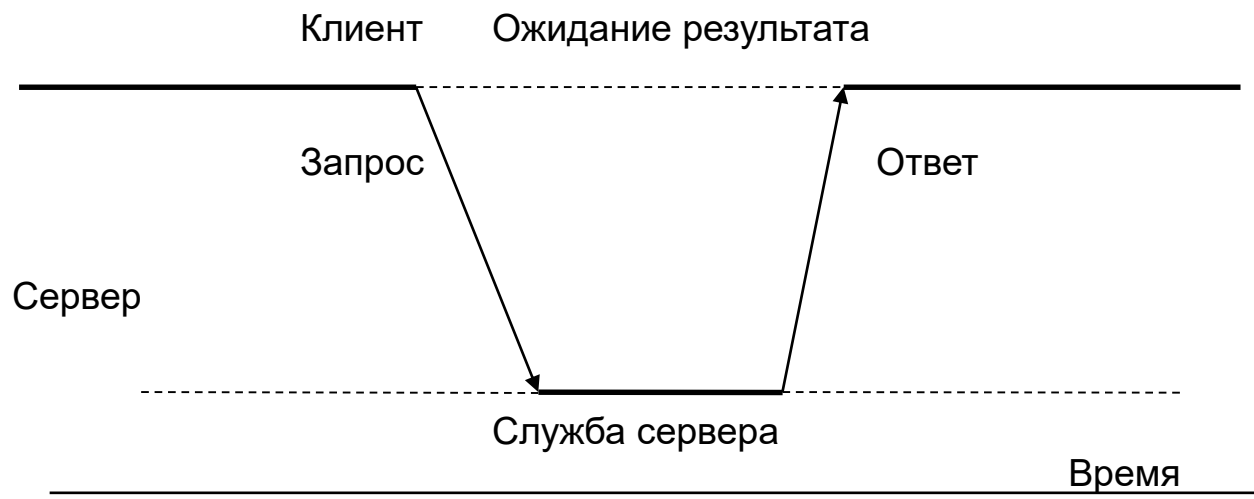 Клиент Ожидание результата
Запрос Ответ
Сервер
Служба сервера
Время